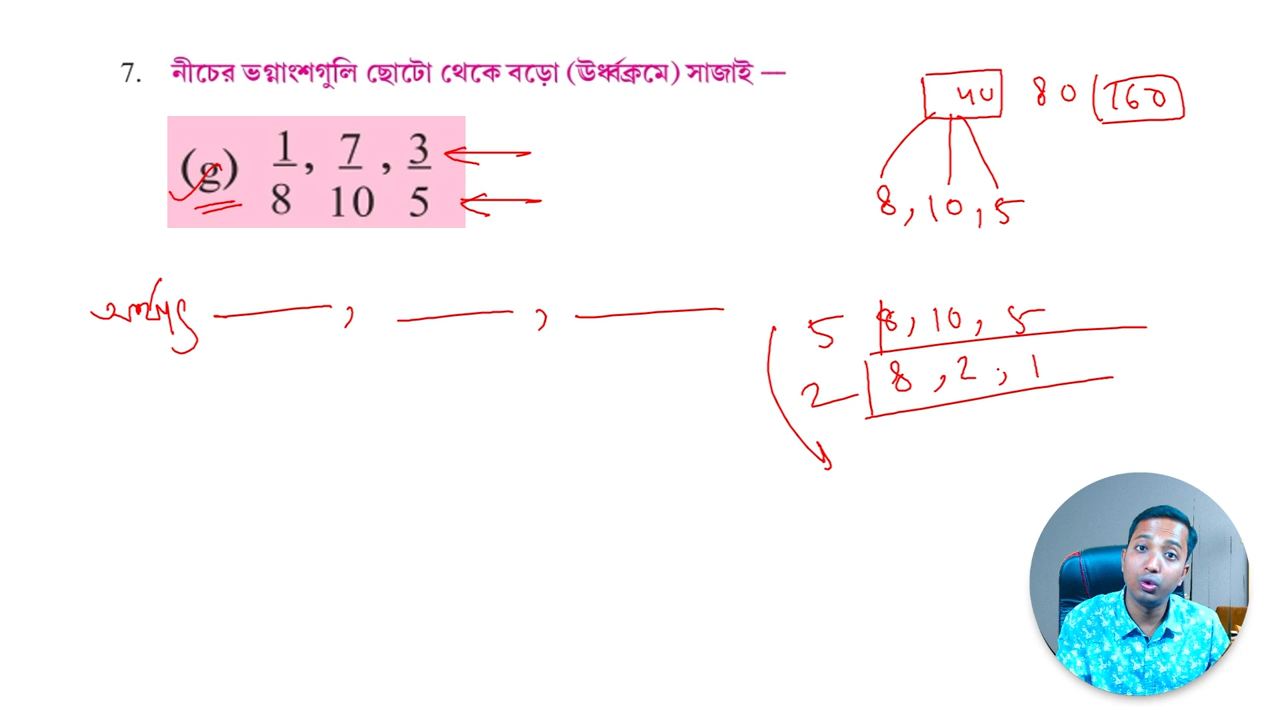 7. নীচের ভগ্নাংশগুলি ছোটো থেকে বড়ো (ঊর্ধ্বক্রমে) সাজাই —
(g) 1/8, 7/10, 3/5
40 80 160
8, 10, 5
অর্থাৎ ———, ———, ———
5 8, 10, 5
2 8, 2, 1